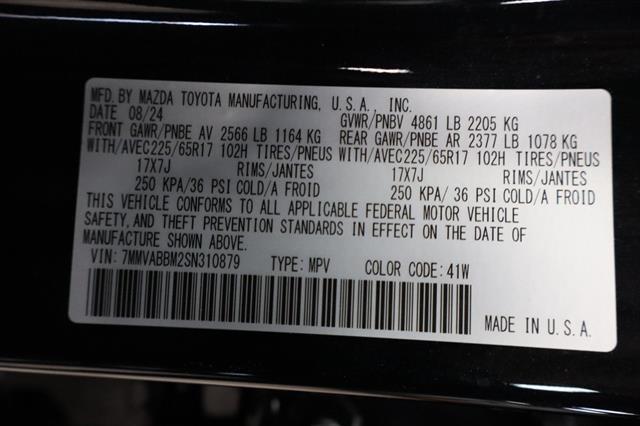 MFD. BY MAZDA TOYOTA MANUFACTURING, U.S.A., INC.
DATE 08/24 GVWR/PNBV 4861 LB 2205 KG
FRONT GAWR/PNBE AV 2566 LB 1164 KG REAR GAWR/PNBE AR 2377 LB 1078 KG
WITH/AVEC225/65R17 102H TIRES/PNEUS WITH/AVEC225/65R17 102H TIRES/PNEUS
17X7J RIMS/JANTES 17X7J RIMS/JANTES
250 KPA/36 PSI COLD/A FROID 250 KPA/ 36 PSI COLD/A FROID
THIS VEHICLE CONFORMS TO ALL APPLICABLE FEDERAL MOTOR VEHICLE
SAFETY, AND THEFT PREVENTION STANDARDS IN EFFECT ON THE DATE OF
MANUFACTURE SHOWN ABOVE.
VIN: 7MMVABBM2SN310879 TYPE: MPV COLOR CODE: 41W
MADE IN U.S.A.